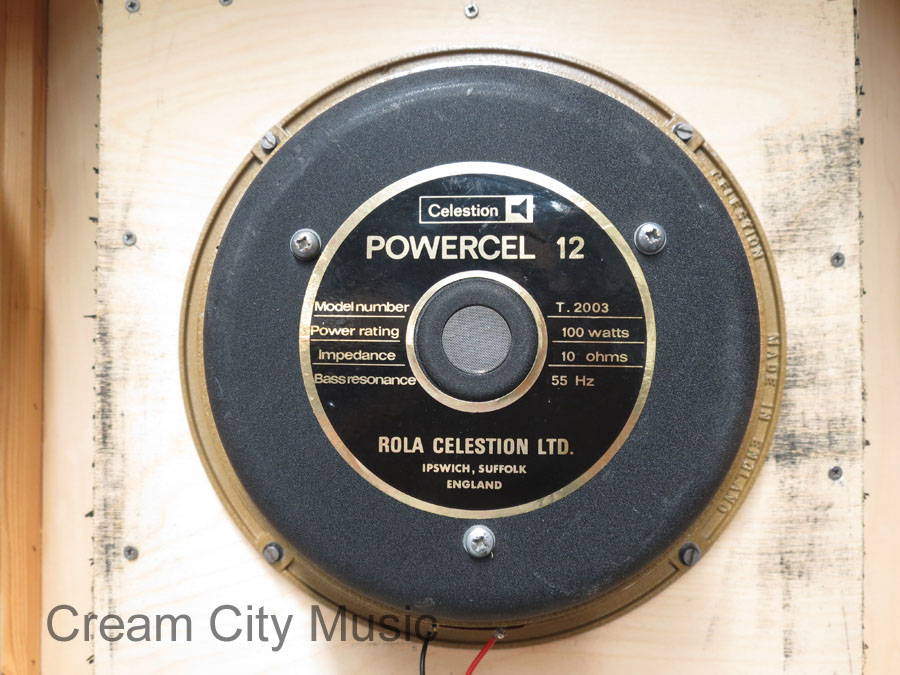 Celestion
POWERCEL 12
Model number T. 2003
Power rating 100 watts
Impedance 10 ohms
Bass resonance 55 Hz
ROLA CELESTION LTD.
IPSWICH, SUFFOLK
ENGLAND
CELESTION
MADE IN ENGLAND
Cream City Music